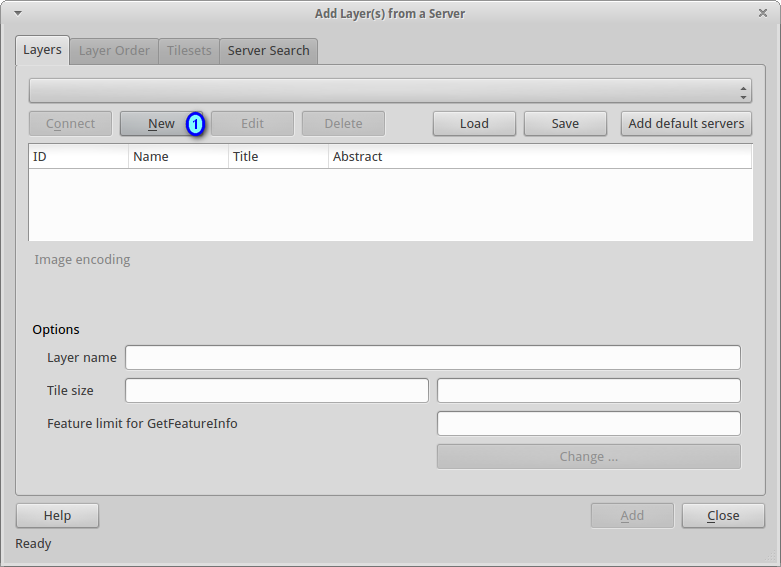 Add Layer(s) from a Server
Layers Layer Order Tilesets Server Search
Connect New 1 Edit Delete Load Save Add default servers
ID Name Title Abstract
Image encoding
Options
Layer name
Tile size
Feature limit for GetFeatureInfo
Change ...
Help Add Close
Ready